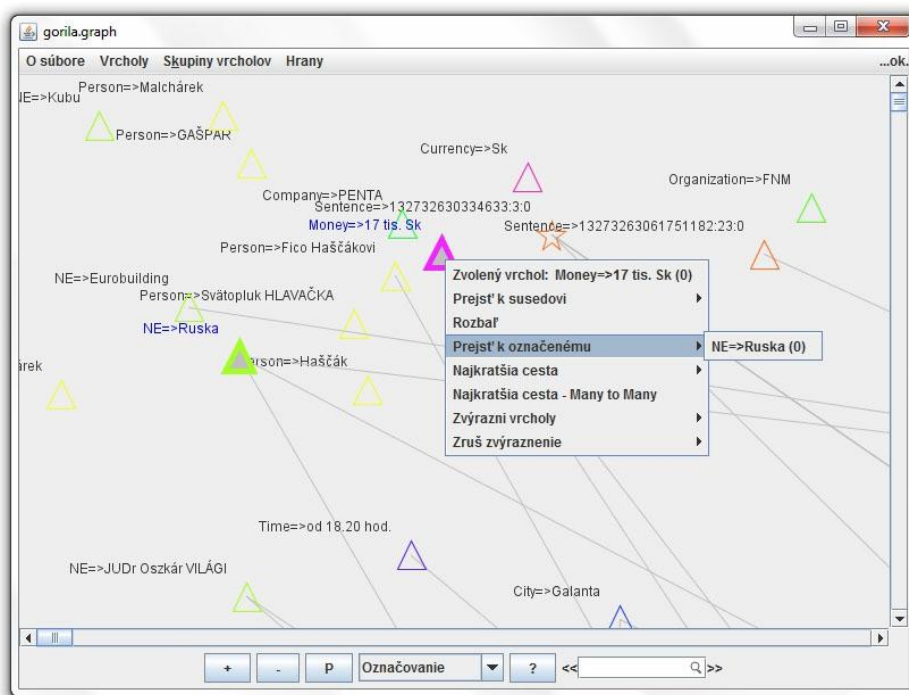 gorila.graph
O súbore Vrcholy Skupiny vrcholov Hrany ...ok.
Person=>Malchárek
NE=>Kubu
Person=>GAŠPAR
Currency=>Sk
Organization=>FNM
Company=>PENTA
Sentence=>132732630334633:3:0
Money=>17 tis. Sk
Sentence=>13273263061751182:23:0
Person=>Fico Haščákovi
NE=>Eurobuilding
Person=>Svätopluk HLAVAČKA
NE=>Ruska
Person=>Haščák
árek
Zvolený vrchol: Money=>17 tis. Sk (0)
Prejsť k susedovi
Rozbaľ
Prejsť k označenému
NE=>Ruska (0)
Najkratšia cesta
Najkratšia cesta - Many to Many
Zvýrazni vrcholy
Zruš zvýraznenie
Time=>od 18.20 hod.
NE=>JUDr Oszkár VILÁGI
City=>Galanta
+ - P Označovanie ? << >>